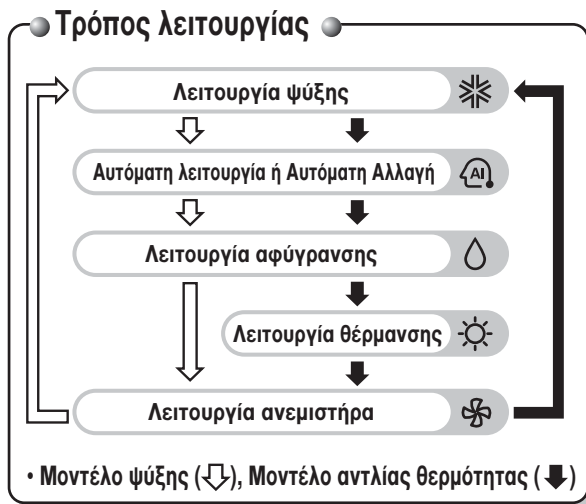 Τρόπος λειτουργίας
Λειτουργία ψύξης
Αυτόματη λειτουργία ή Αυτόματη Αλλαγή
AI
Λειτουργία αφύγρανσης
Λειτουργία θέρμανσης
Λειτουργία ανεμιστήρα
• Μοντέλο ψύξης (⇩), Μοντέλο αντλίας θερμότητας (🡇)